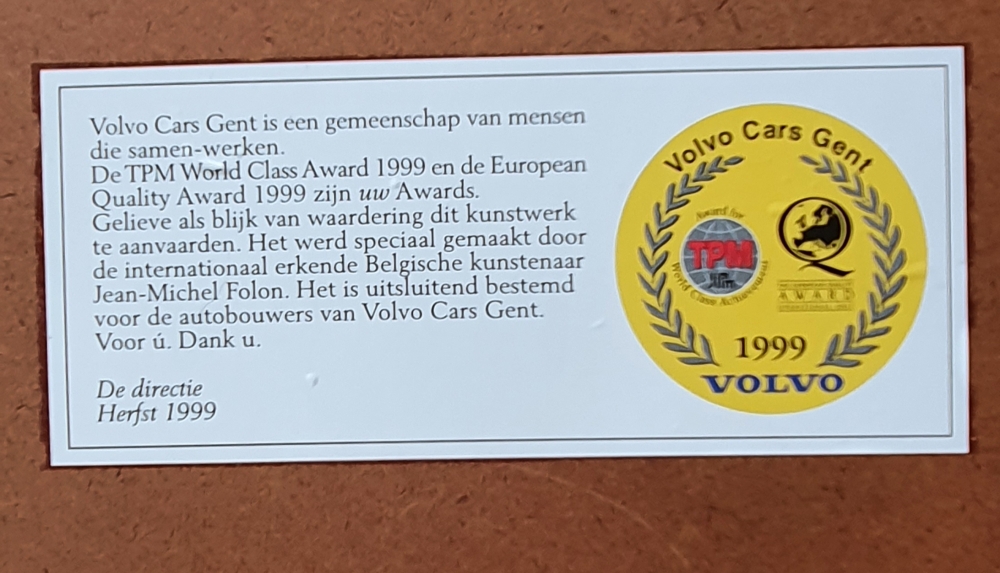 Volvo Cars Gent is een gemeenschap van mensen
die samen-werken.
De TPM World Class Award 1999 en de European
Quality Award 1999 zijn uw Awards.
Gelieve als blijk van waardering dit kunstwerk
te aanvaarden. Het werd speciaal gemaakt door
de internationaal erkende Belgische kunstenaar
Jean-Michel Folon. Het is uitsluitend bestemd
voor de autobouwers van Volvo Cars Gent.
Voor ú. Dank u.
De directie
Herfst 1999
Volvo Cars Gent
Award for
TPM
World Class Achievement
AWARD
1999
VOLVO